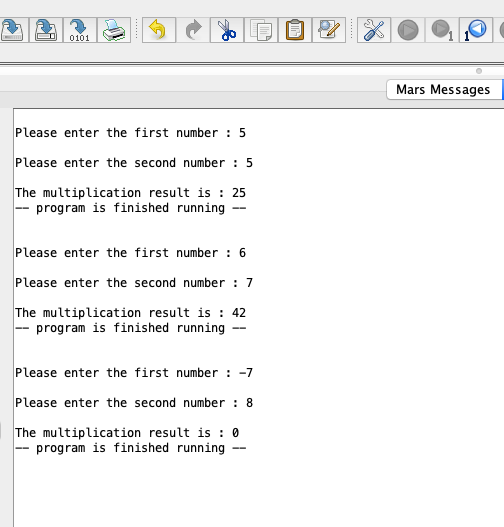 0101
1
1
Mars Messages
Please enter the first number : 5
Please enter the second number : 5
The multiplication result is : 25
-- program is finished running --
Please enter the first number : 6
Please enter the second number : 7
The multiplication result is : 42
-- program is finished running --
Please enter the first number : -7
Please enter the second number : 8
The multiplication result is : 0
-- program is finished running --